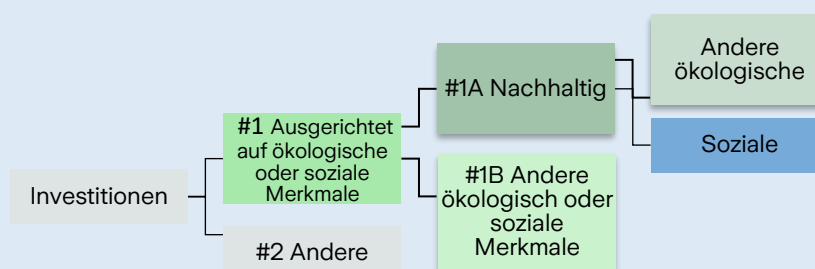 Investitionen
#1 Ausgerichtet
auf ökologische
oder soziale
Merkmale
#2 Andere
#1A Nachhaltig
#1B Andere
ökologisch oder
soziale
Merkmale
Andere
ökologische
Soziale